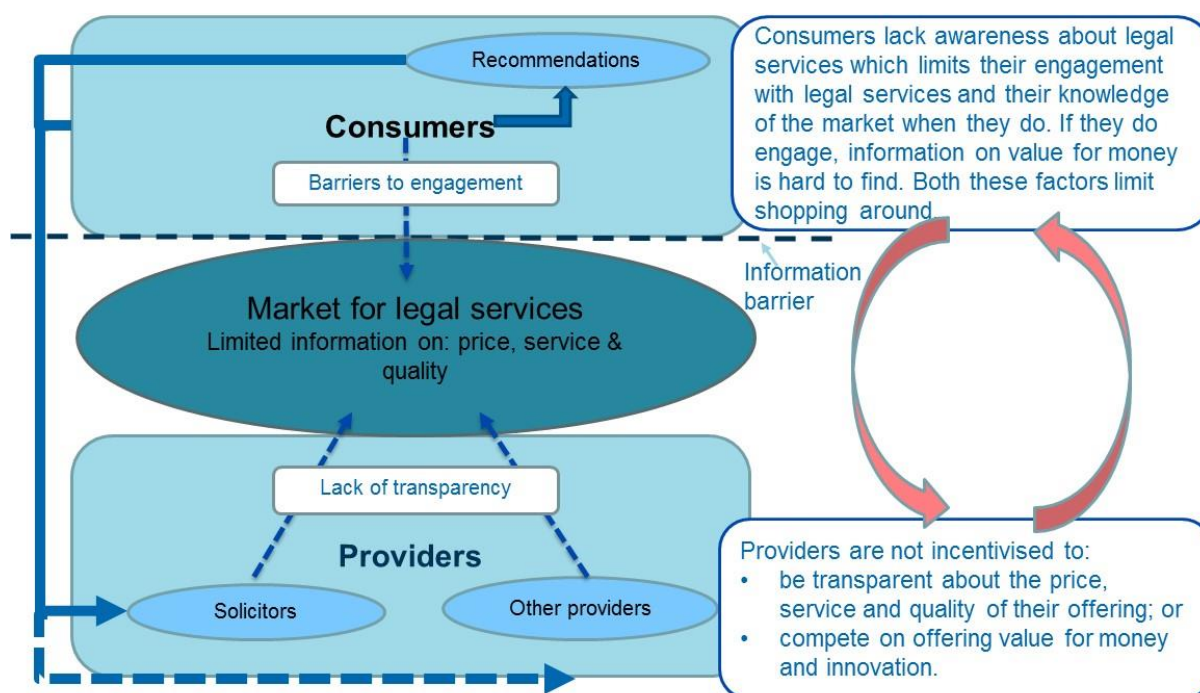 Recommendations
Consumers
Barriers to engagement
Consumers lack awareness about legal
services which limits their engagement
with legal services and their knowledge
of the market when they do. If they do
engage, information on value for money
is hard to find. Both these factors limit
shopping around
Information
barrier
Market for legal services
Limited information on: price, service &
quality
Lack of transparency
Providers
Solicitors
Other providers
Providers are not incentivised to:
• be transparent about the price,
service and quality of their offering; or
• compete on offering value for money
and innovation.